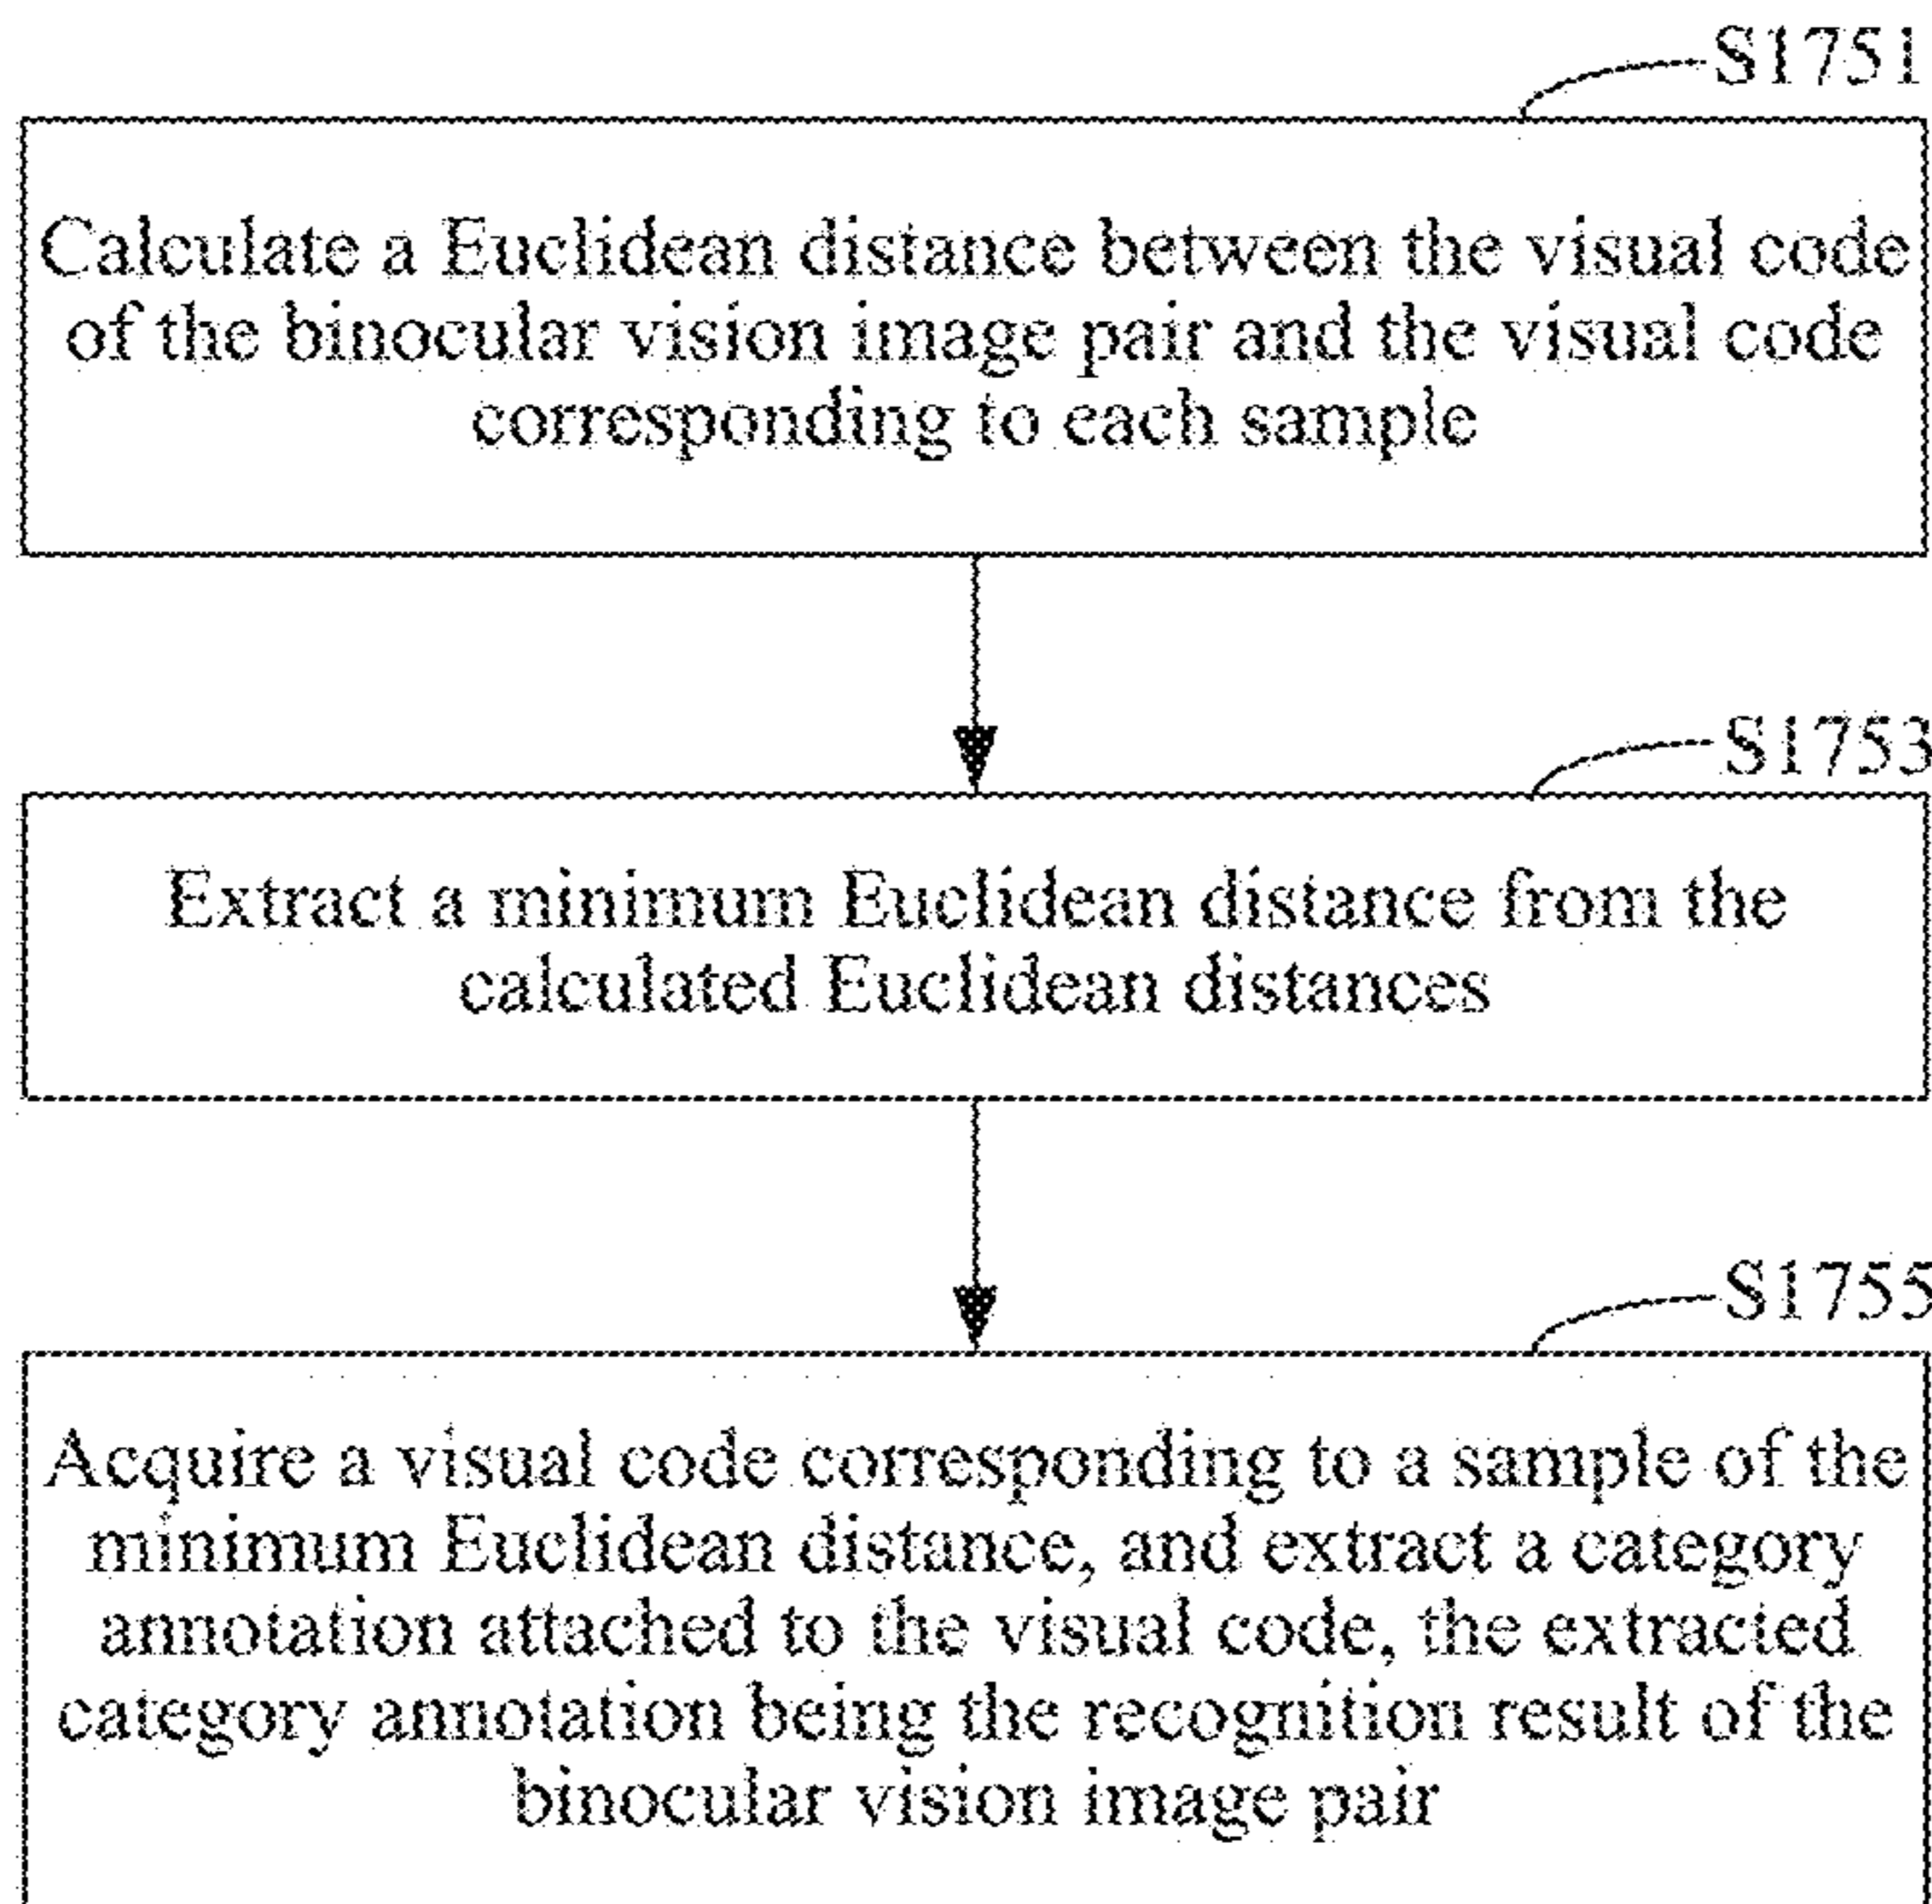 S1751
Calculate a Euclidean distance between the visual code
of the binocular vision image pair and the visual code
corresponding to each sample
S1753
Extract a minimum Euclidean distance from the
calculated Euclidean distances
S1755
Acquire a visual code corresponding to a sample of the
minimum Euclidean distance, and extract a category
annotation attached to the visual code, the extracted
category annotation being the recognition result of the
binocular vision image pair